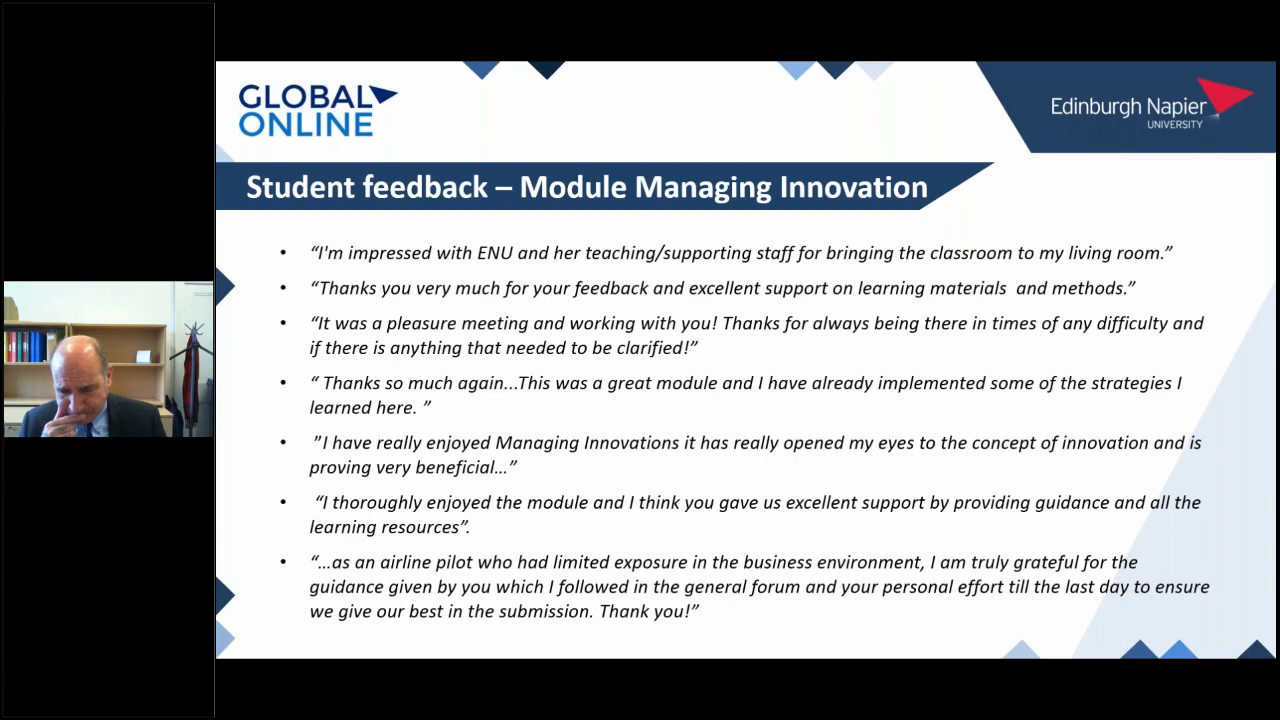 GLOBAL
ONLINE
Edinburgh Napier
UNIVERSITY
Student feedback – Module Managing Innovation
• “I'm impressed with ENU and her teaching/supporting staff for bringing the classroom to my living room.”
• “Thanks you very much for your feedback and excellent support on learning materials  and methods.”
• “It was a pleasure meeting and working with you! Thanks for always being there in times of any difficulty and
if there is anything that needed to be clarified!”
• “ Thanks so much again...This was a great module and I have already implemented some of the strategies I
learned here. ”
• ”I have really enjoyed Managing Innovations it has really opened my eyes to the concept of innovation and is
proving very beneficial…”
• “I thoroughly enjoyed the module and I think you gave us excellent support by providing guidance and all the
learning resources”.
• “…as an airline pilot who had limited exposure in the business environment, I am truly grateful for the
guidance given by you which I followed in the general forum and your personal effort till the last day to ensure
we give our best in the submission. Thank you!”